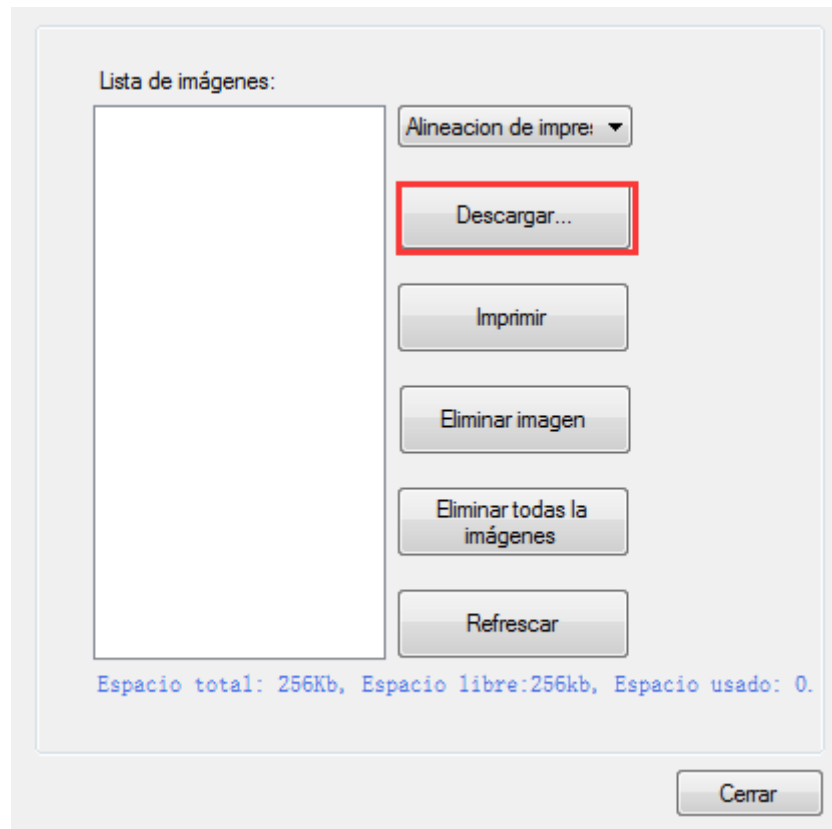 Lista de imágenes:
Alineacion de impre
Descargar...
Imprimir
Eliminar imagen
Eliminar todas la
imágenes
Refrescar
Espacio total: 256Kb, Espacio libre:256kb, Espacio usado: 0.
Cerrar